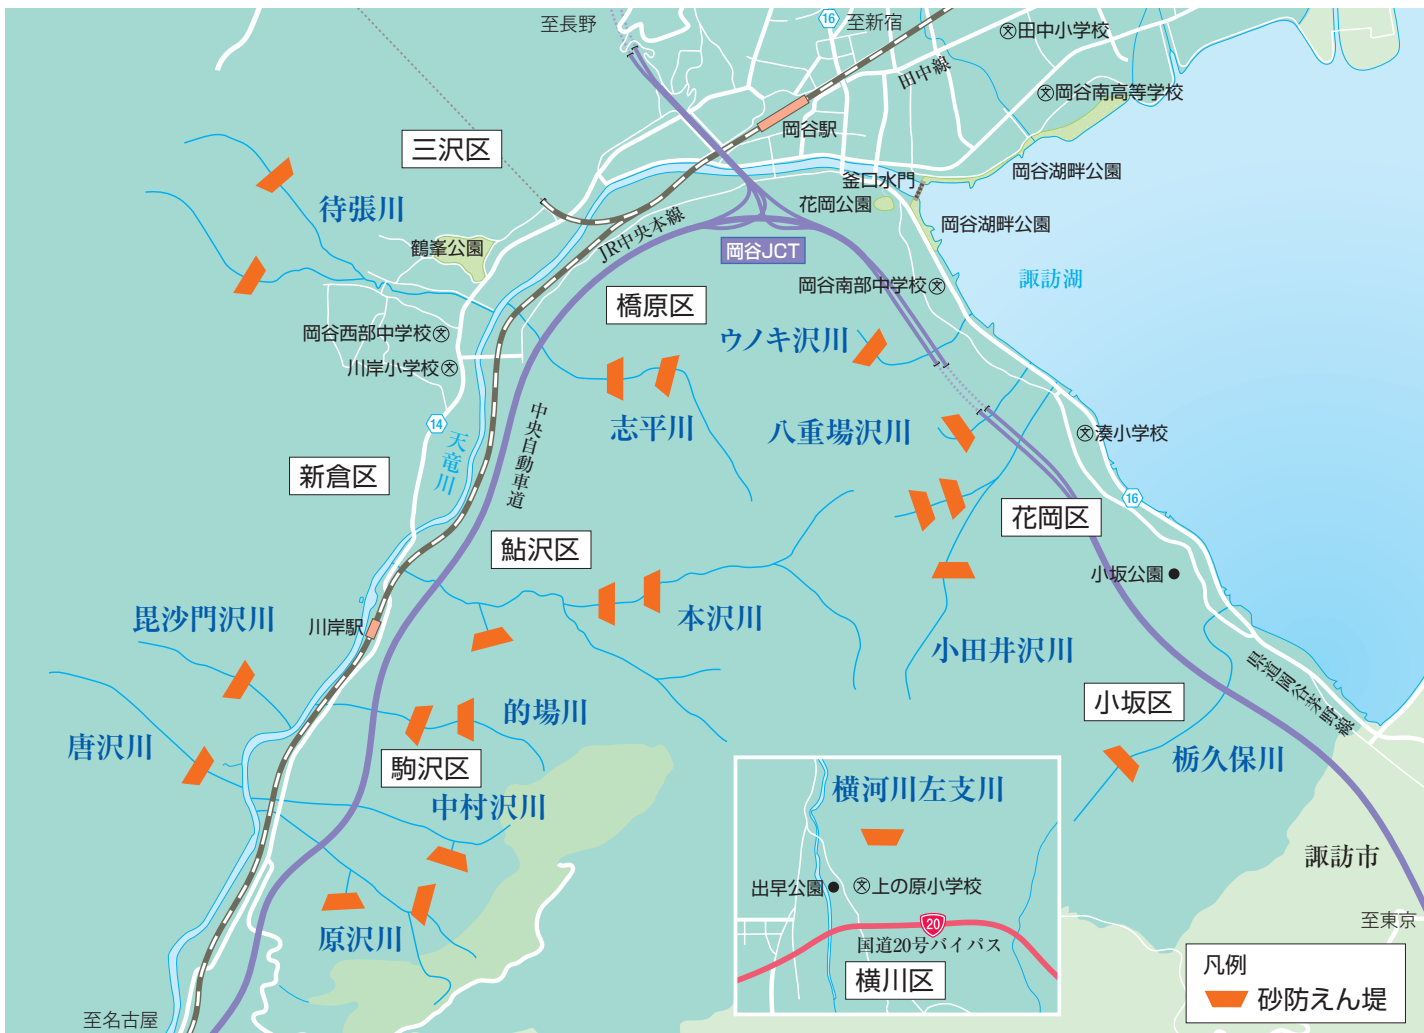 至長野
16
至新宿
田中小学校
田中線
岡谷南高等学校
岡谷駅
三沢区
岡谷湖畔公園
釜口水門
待張川
花岡公園
岡谷湖畔公園
鶴峯公園
JR中央本線
岡谷JCT
諏訪湖
岡谷南部中学校
橋原区
岡谷西部中学校
ウノキ沢川
川岸小学校
14
天竜川
中央自動車道
志平川
八重場沢川
湊小学校
新倉区
16
花岡区
鮎沢区
小坂公園
毘沙門沢川
川岸駅
本沢川
小田井沢川
県道岡谷茅野線
小坂区
的場川
唐沢川
駒沢区
栃久保川
中村沢川
横河川左支川
諏訪市
出早公園
上の原小学校
原沢川
20
国道20号バイパス
至東京
横川区
凡例
砂防えん堤
至名古屋